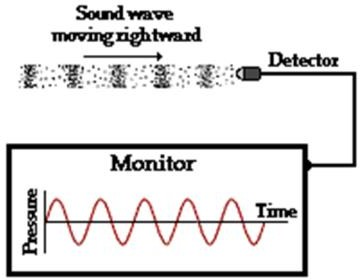 Sound wave
moving rightward
Detector
Monitor
Pressure
Time